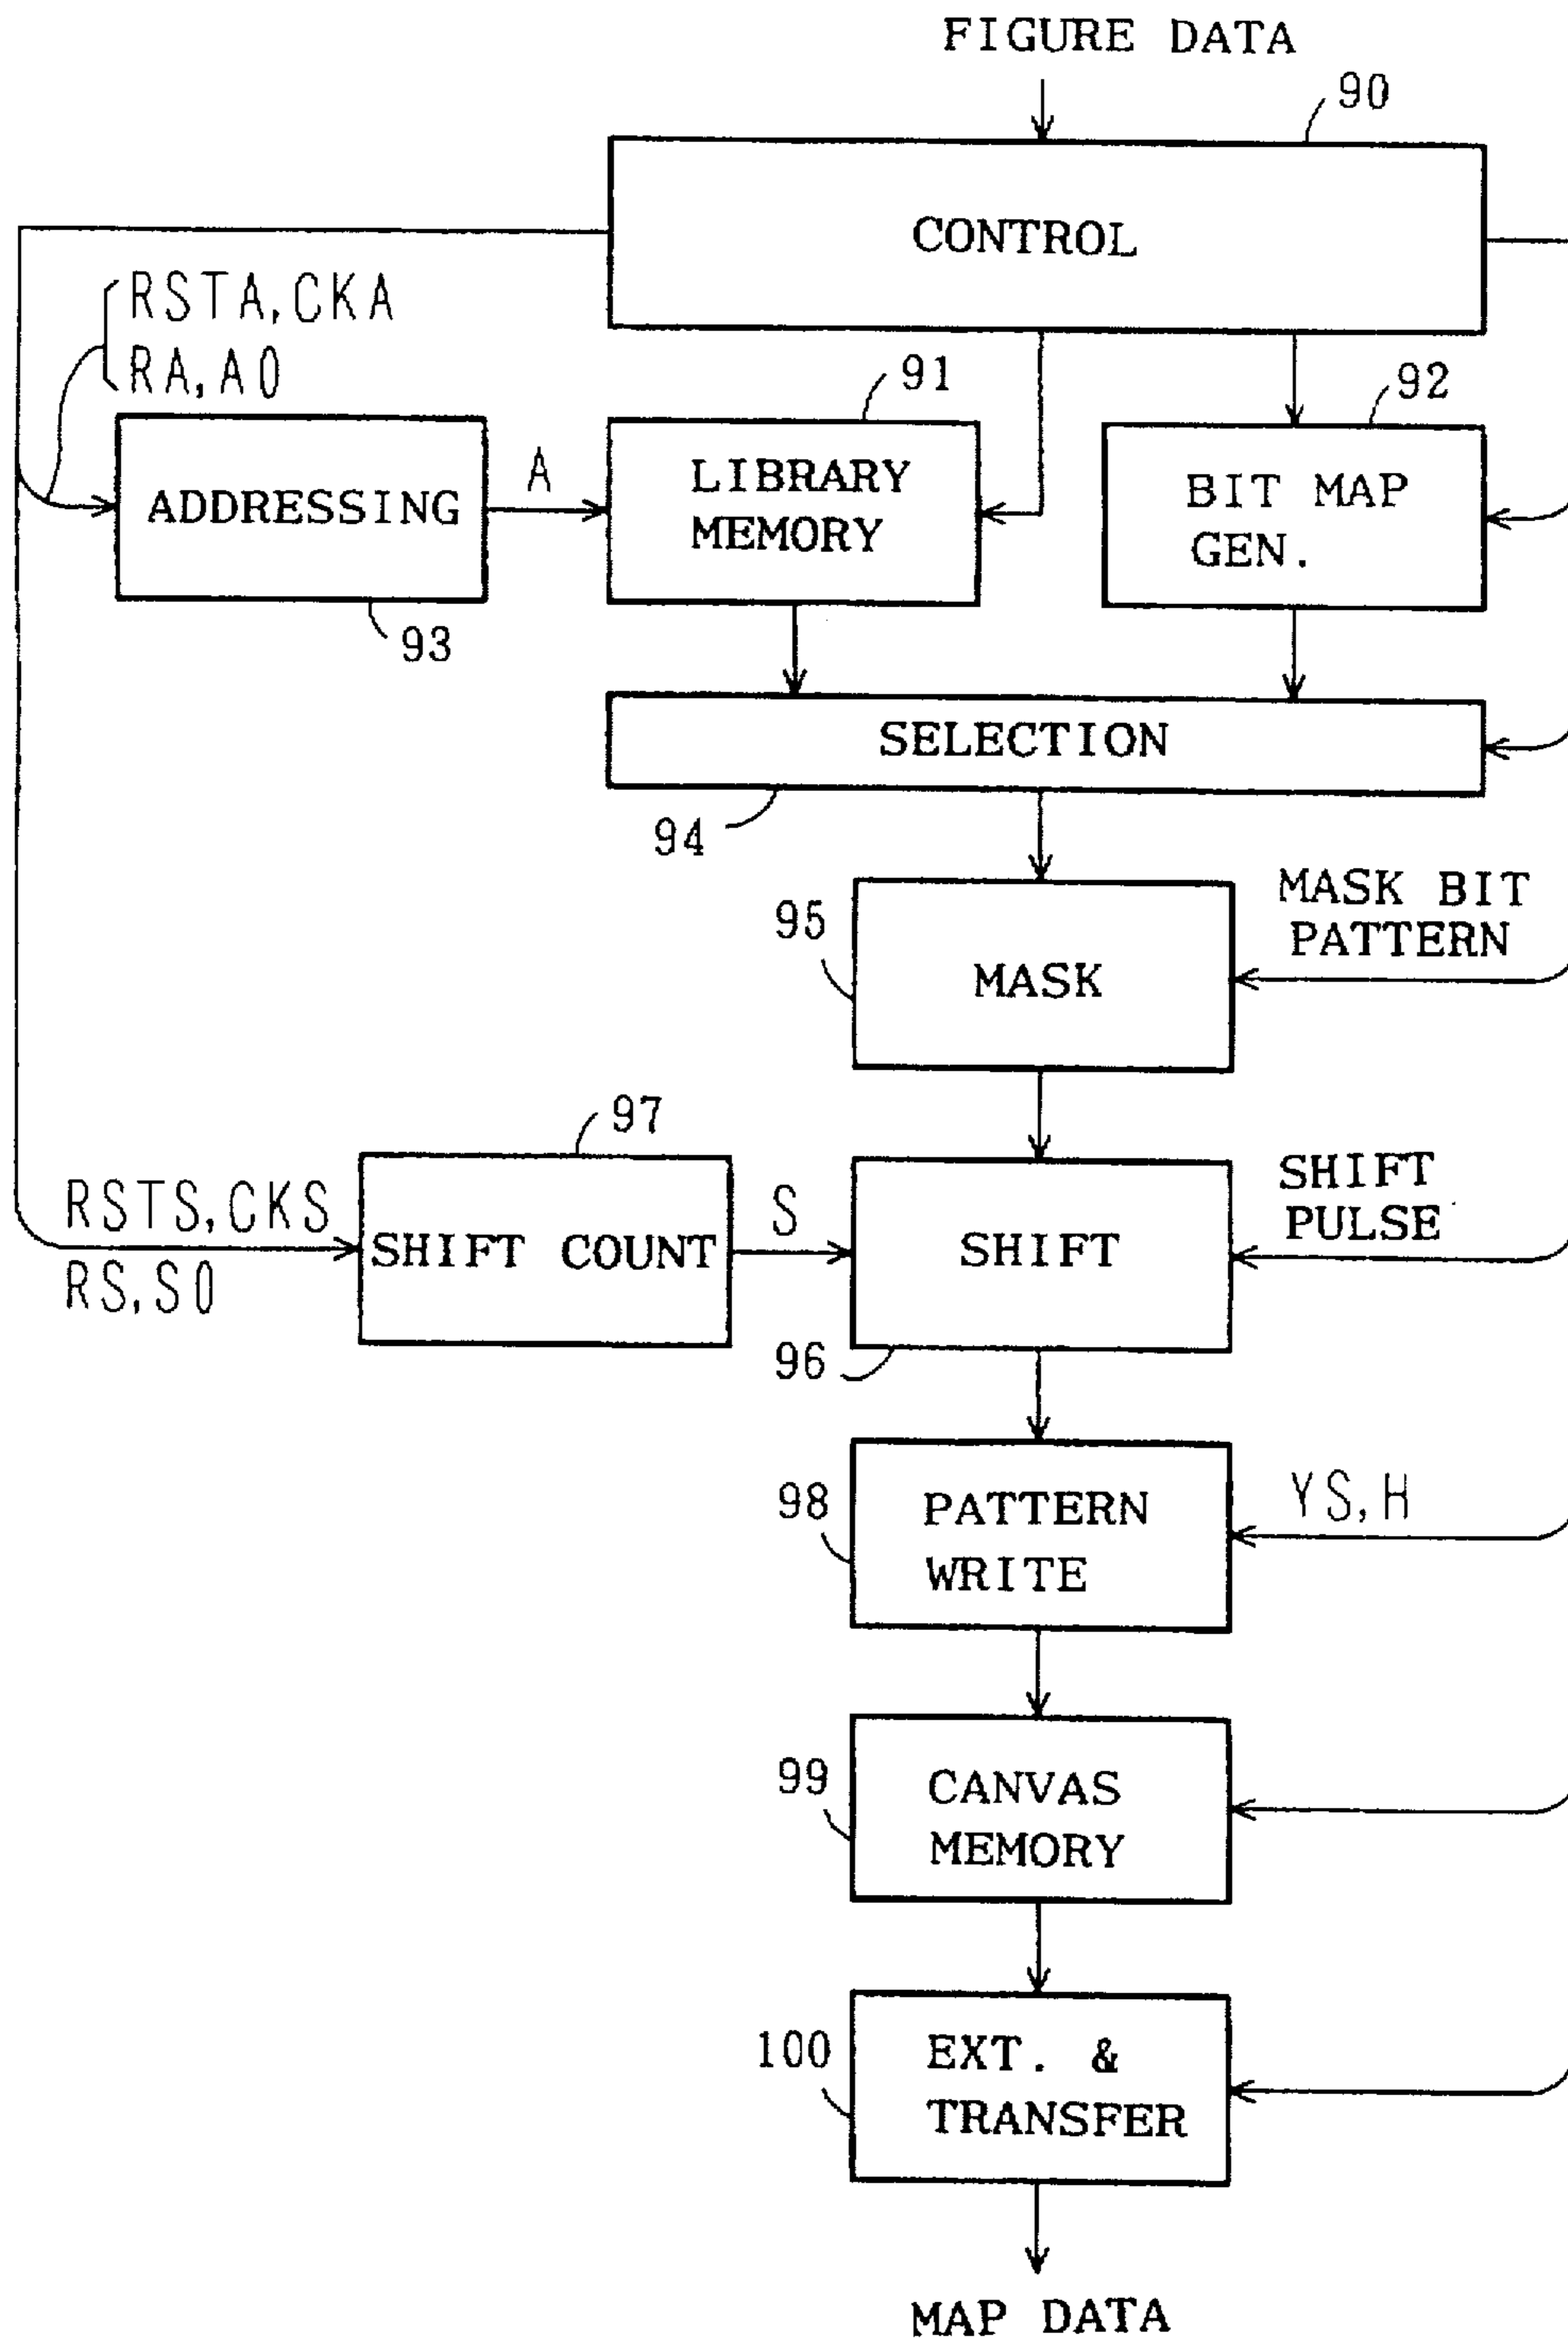 FIGURE DATA
90
CONTROL
RSTA,CKA
RA,A0
91
92
ADDRESSING
A
LIBRARY
MEMORY
BIT MAP
GEN.
93
SELECTION
94
MASK BIT
PATTERN
95
MASK
97
RSTS,CKS
RS,S0
SHIFT COUNT
S
SHIFT
SHIFT
PULSE
96
98
PATTERN
WRITE
YS,H
99
CANVAS
MEMORY
100
EXT. &
TRANSFER
MAP DATA